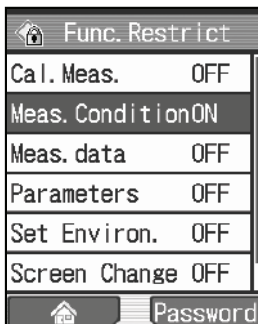 Func. Restrict
Cal. Meas. OFF
Meas. Condition ON
Meas. data OFF
Parameters OFF
Set Environ. OFF
Screen Change OFF
Password